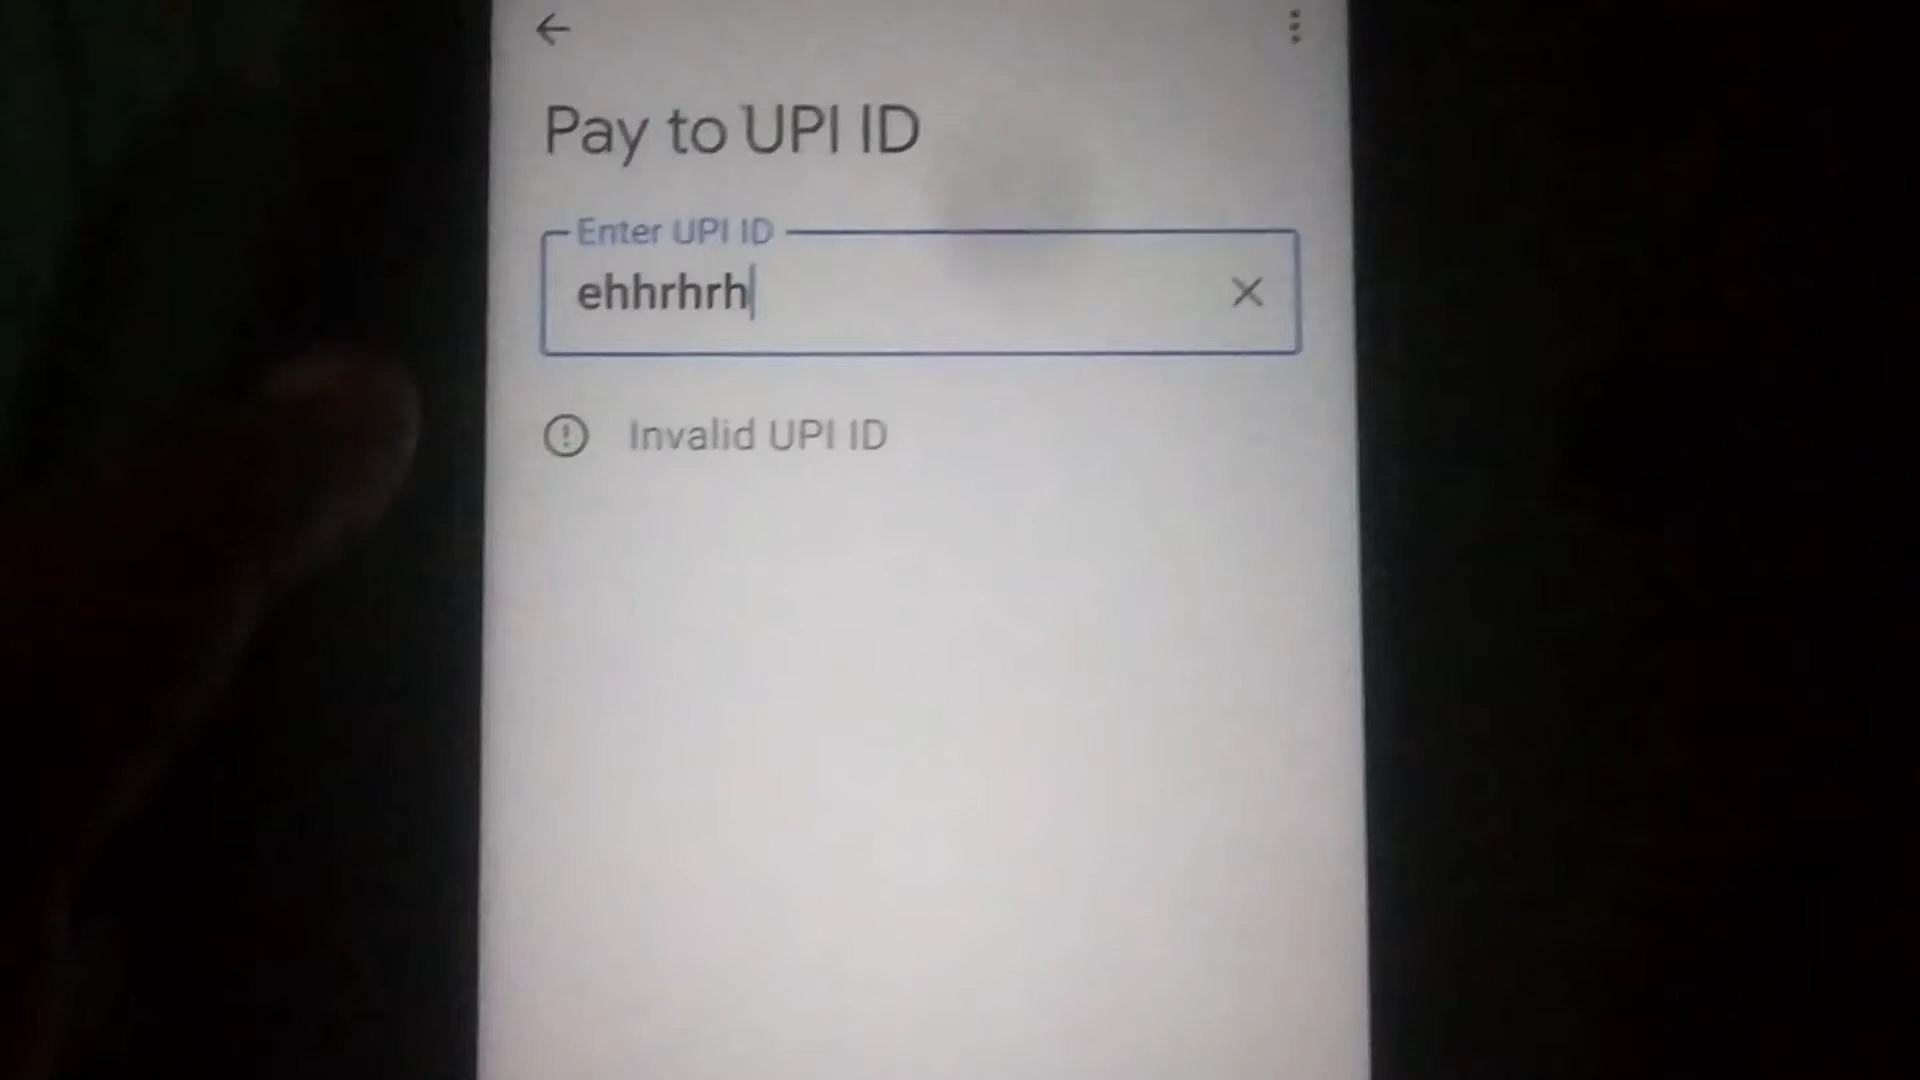 Pay to UPI ID
Enter UPI ID
ehhrhrh
Invalid UPI ID